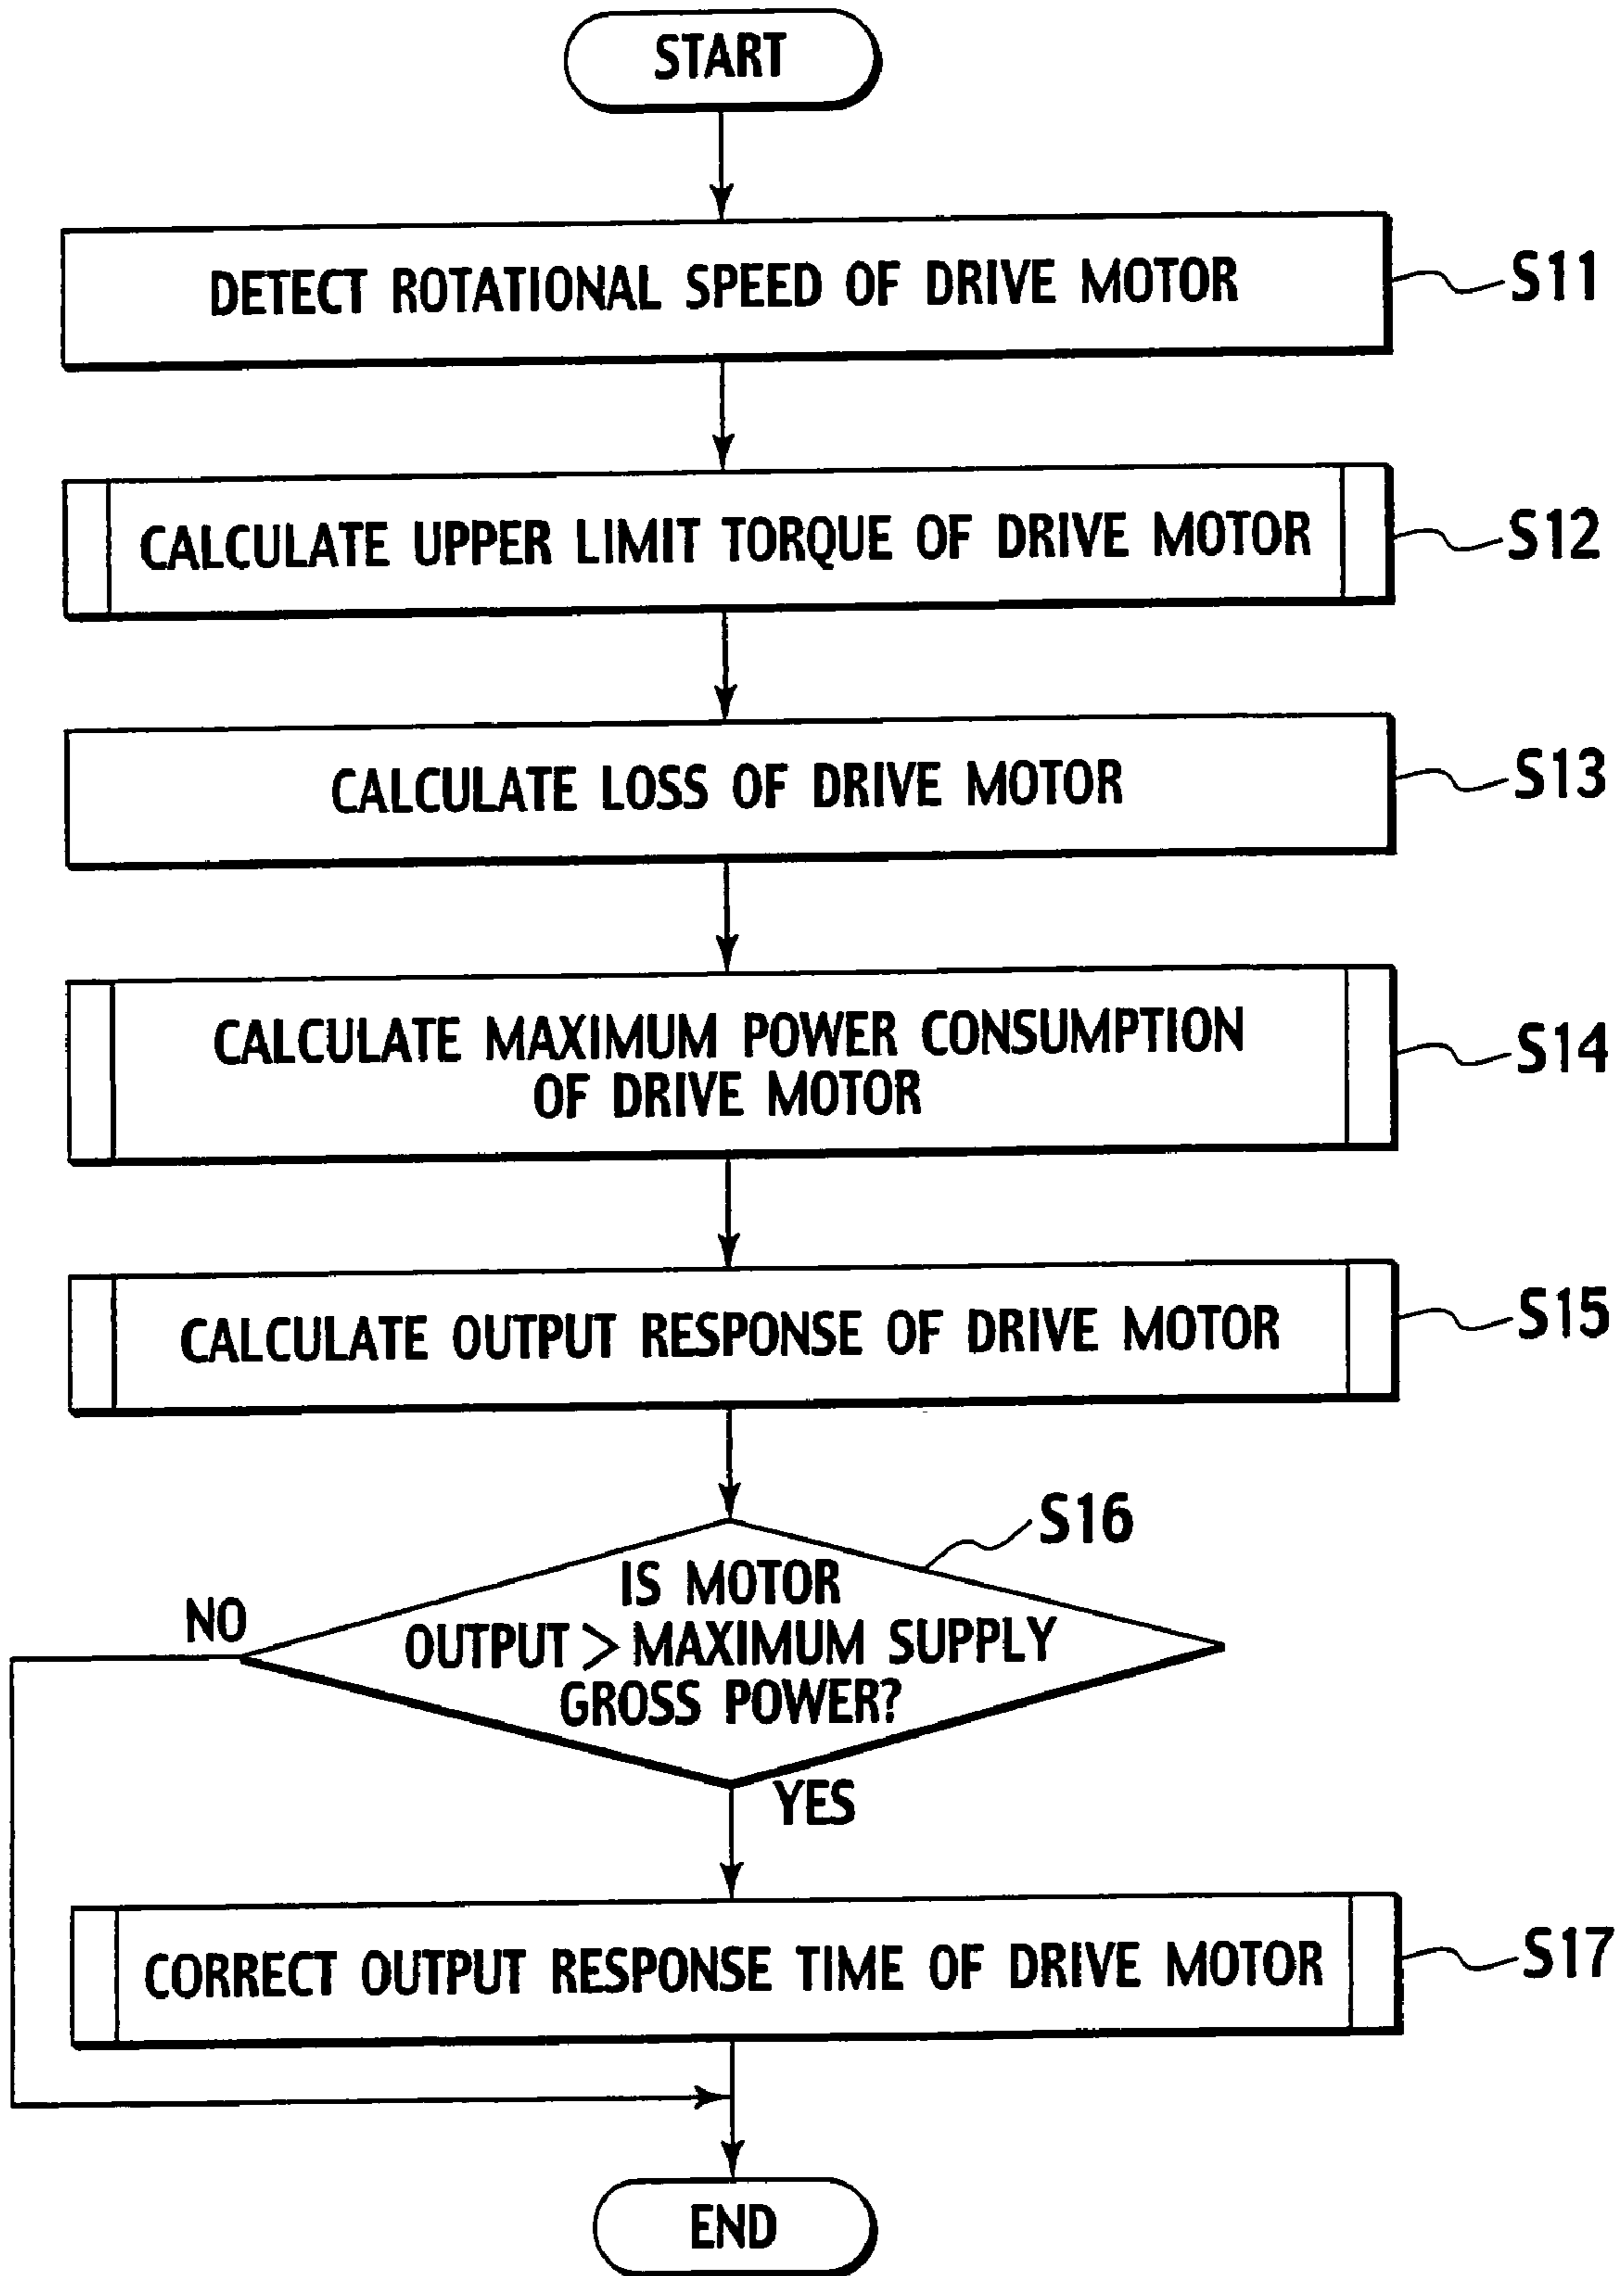 START
DETECT ROTATIONAL SPEED OF DRIVE MOTOR
S11
CALCULATE UPPER LIMIT TORQUE OF DRIVE MOTOR
S12
CALCULATE LOSS OF DRIVE MOTOR
S13
CALCULATE MAXIMUM POWER CONSUMPTION
OF DRIVE MOTOR
S14
CALCULATE OUTPUT RESPONSE OF DRIVE MOTOR
S15
S16
IS MOTOR
OUTPUT > MAXIMUM SUPPLY
GROSS POWER?
NO
YES
CORRECT OUTPUT RESPONSE TIME OF DRIVE MOTOR
S17
END